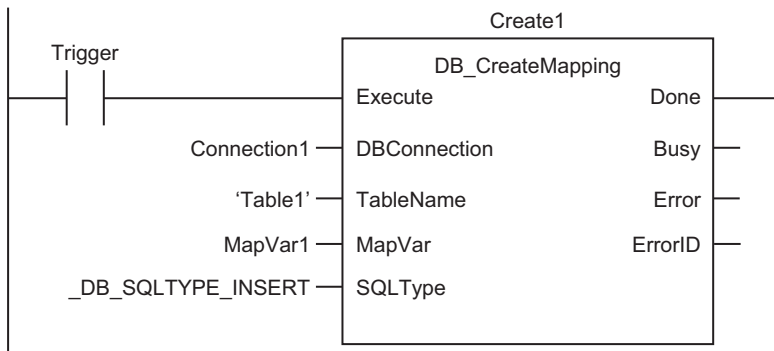 Create1
Trigger
DB_CreateMapping
Execute Done
Connection1 DBConnection Busy
‘Table1’ TableName Error
MapVar1 MapVar ErrorID
_DB_SQLTYPE_INSERT SQLType